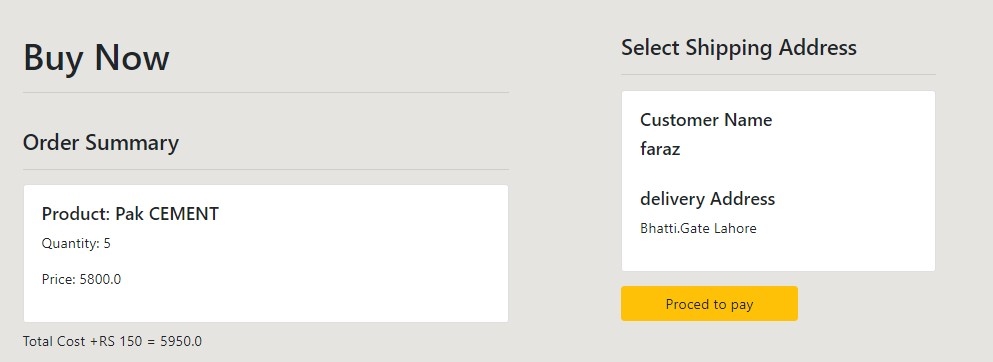 Buy Now
Order Summary
Product: Pak CEMENT
Quantity: 5
Price: 5800.0
Total Cost +RS 150 = 5950.0
Select Shipping Address
Customer Name
faraz
delivery Address
Bhatti.Gate Lahore
Proced to pay